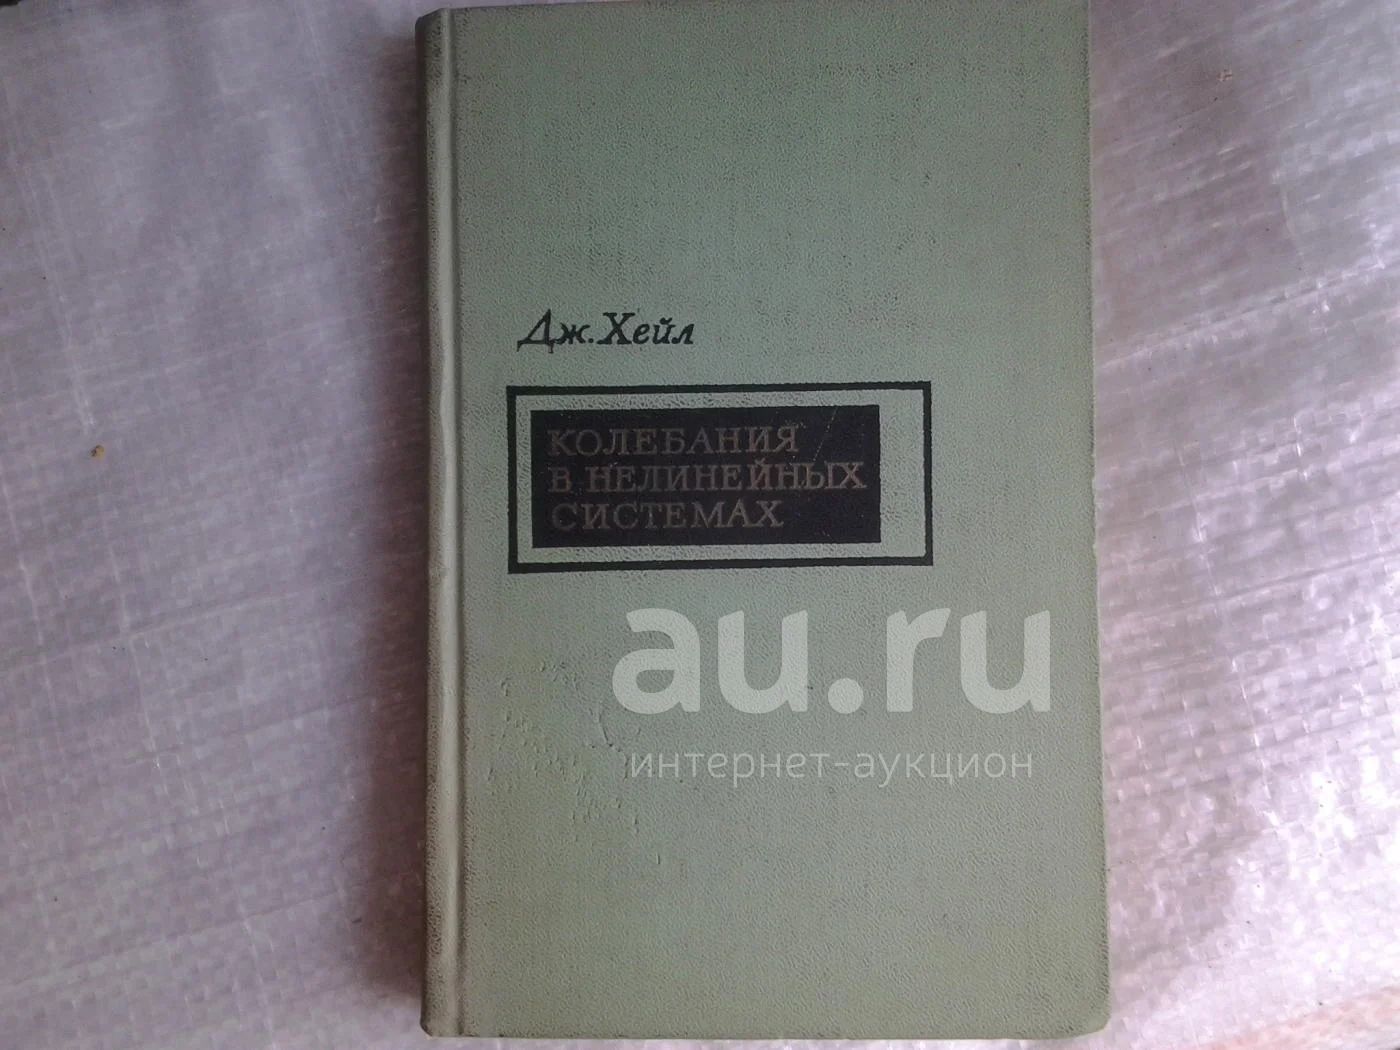 Дж. Хейл
КОЛЕБАНИЯ
В НЕЛИНЕЙНЫХ
СИСТЕМАХ
au.ru
интернет-аукцион